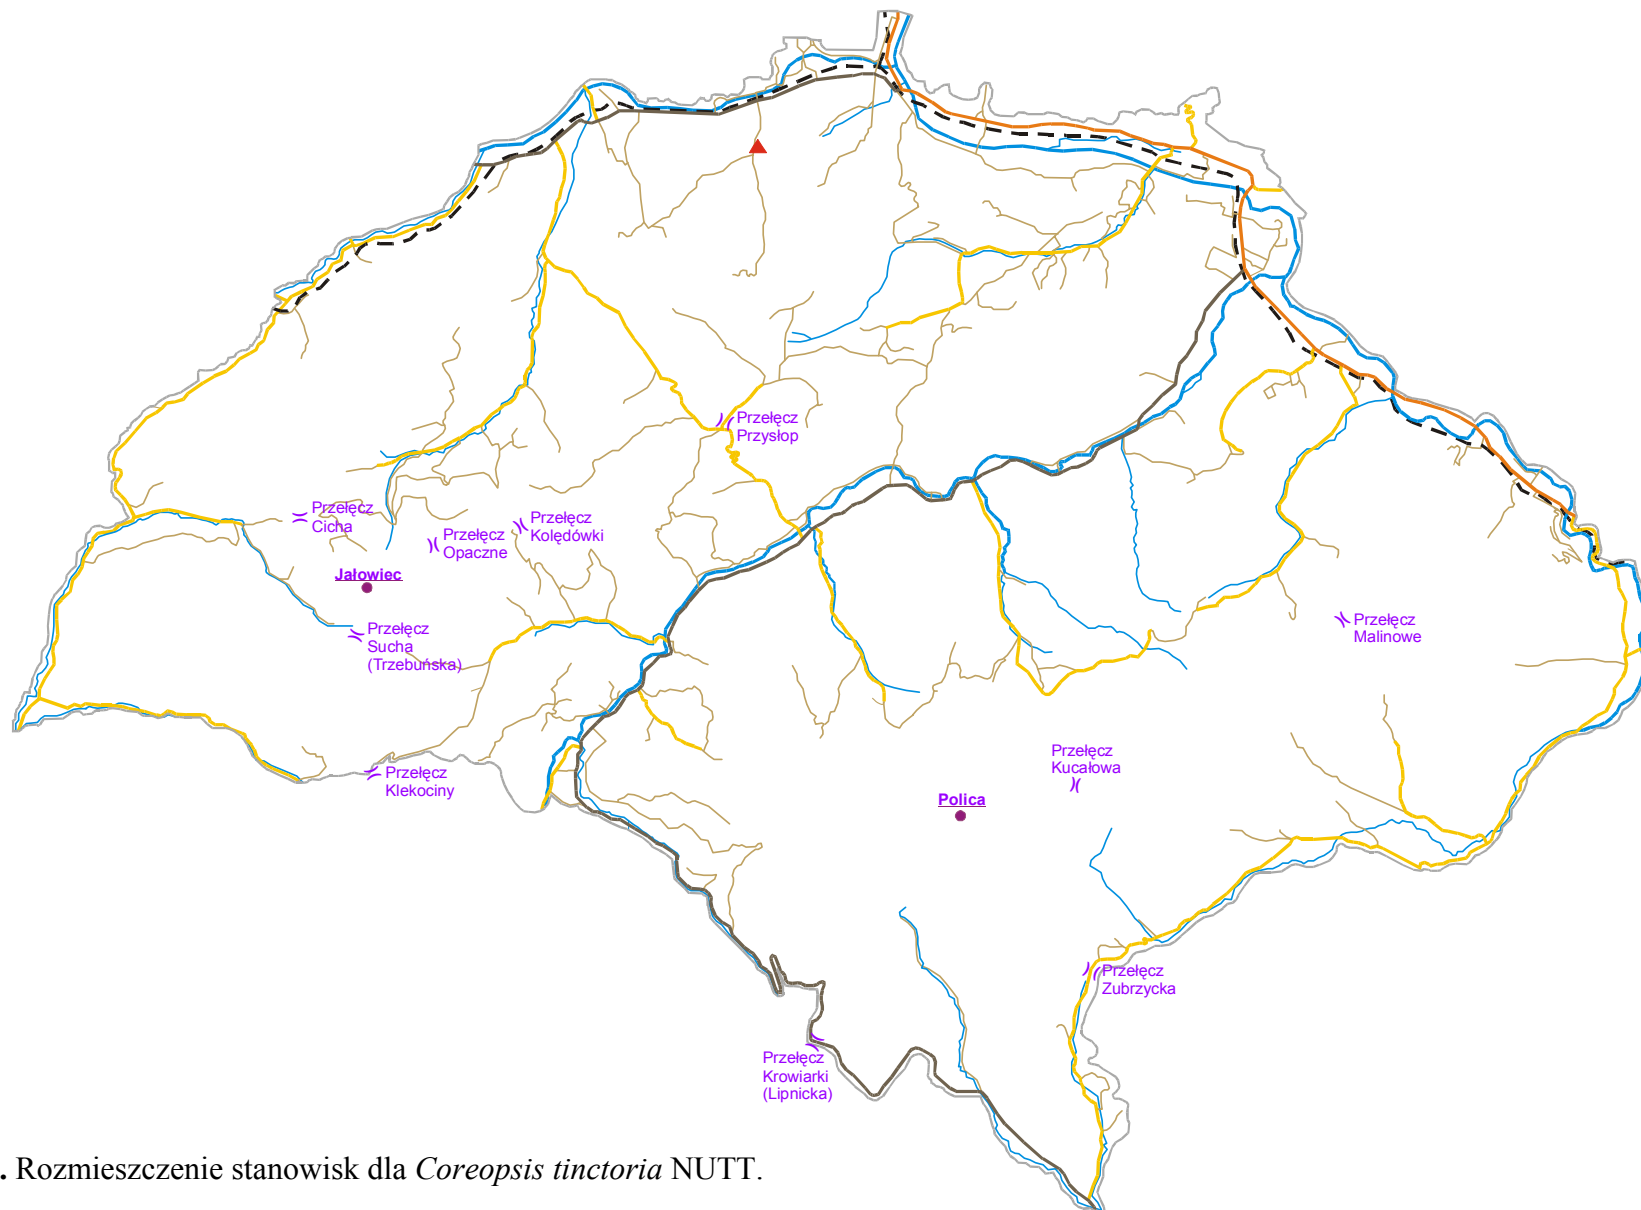 Przełęcz
Przysłop
Przełęcz
Cicha
Przełęcz
Opaczne
Przełęcz
Kolędówki
Jałowiec
Przełęcz
Sucha
(Trzebuńska)
Przełęcz
Malinowe
Przełęcz
Klekociny
Przełęcz
Kucałowa
Polica
Przełęcz
Zubrzycka
Przełęcz
Krowiarki
(Lipnicka)
. Rozmieszczenie stanowisk dla Coreopsis tinctoria NUTT.